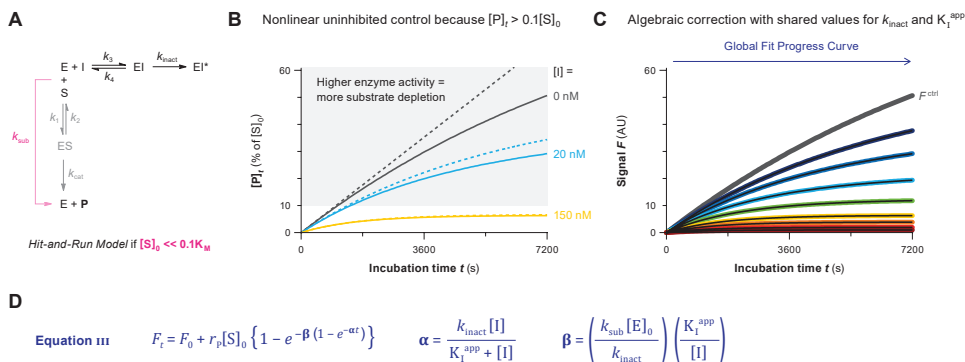 A
E + I
k₃
k₄
EI
kinact
EI*
+
S
k₁
k₂
ksub
ES
kcat
E + P
Hit-and-Run Model if [S]₀ << 0.1KM
B
Nonlinear uninhibited control because [P]t > 0.1[S]₀
60
10
0
[P]t (% of [S]₀)
Higher enzyme activity =
more substrate depletion
[I] =
0 nM
20 nM
150 nM
0
3600
7200
Incubation time t (s)
C
Algebraic correction with shared values for kinact and KIapp
Global Fit Progress Curve
60
10
0
Signal F (AU)
Fctrl
0
3600
7200
Incubation time t (s)
D
Equation III
Ft = F₀ + rP[S]₀ {1 − e−β(1 − e−αt)}
α = kinact [I] / KIapp + [I]
β = (ksub [E]₀ / kinact) (KIapp / [I])